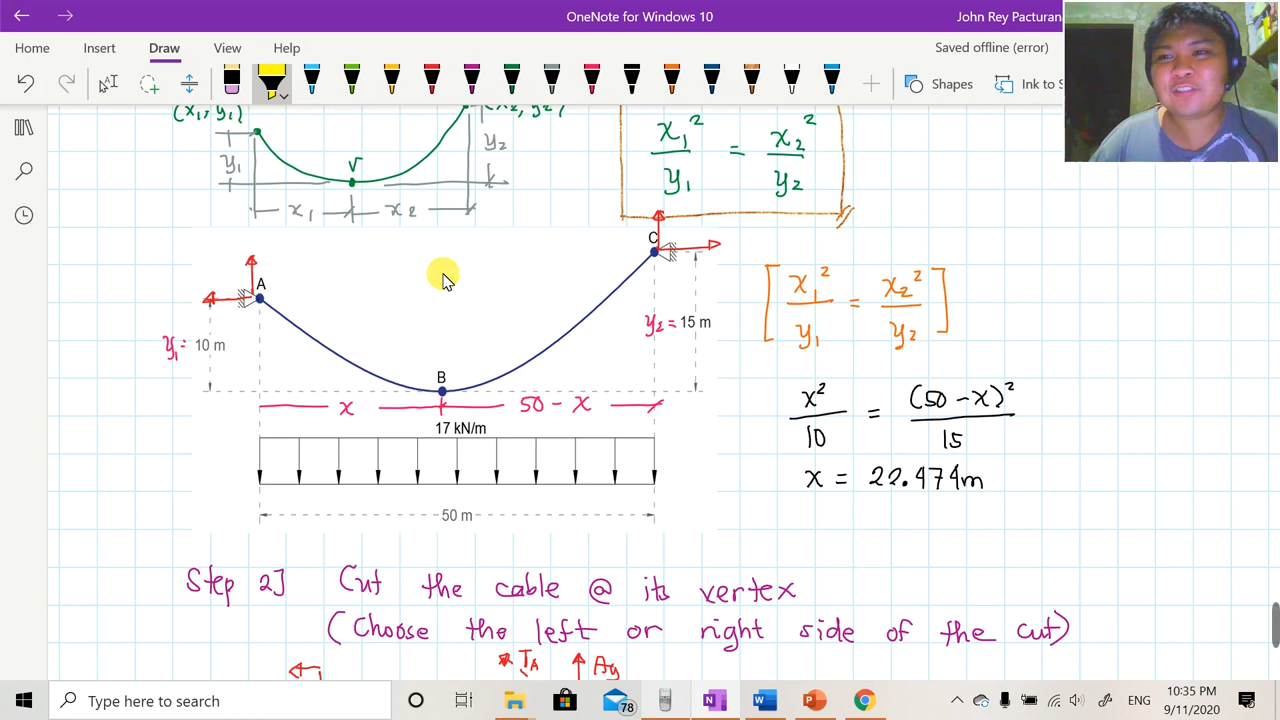 OneNote for Windows 10
John Rey Pacturan
Home Insert Draw View Help
Saved offline (error)
Shapes
Ink to S
(x₁, y₁)
(x₂, y₂)
y₁
V
y₂
x₁ x₂
x₁² / y₁ = x₂² / y₂
C
A
y₁ = 10 m
y₂ = 15 m
B
x 50 - x
17 kN/m
50 m
[x₁² / y₁ = x₂² / y₂]
x² / 10 = (50 - x)² / 15
x = 22.474m
Step 2] Cut the cable @ its vertex
(Choose the left or right side of the cut)
TA Ay
Type here to search
78
ENG
10:35 PM
9/11/2020